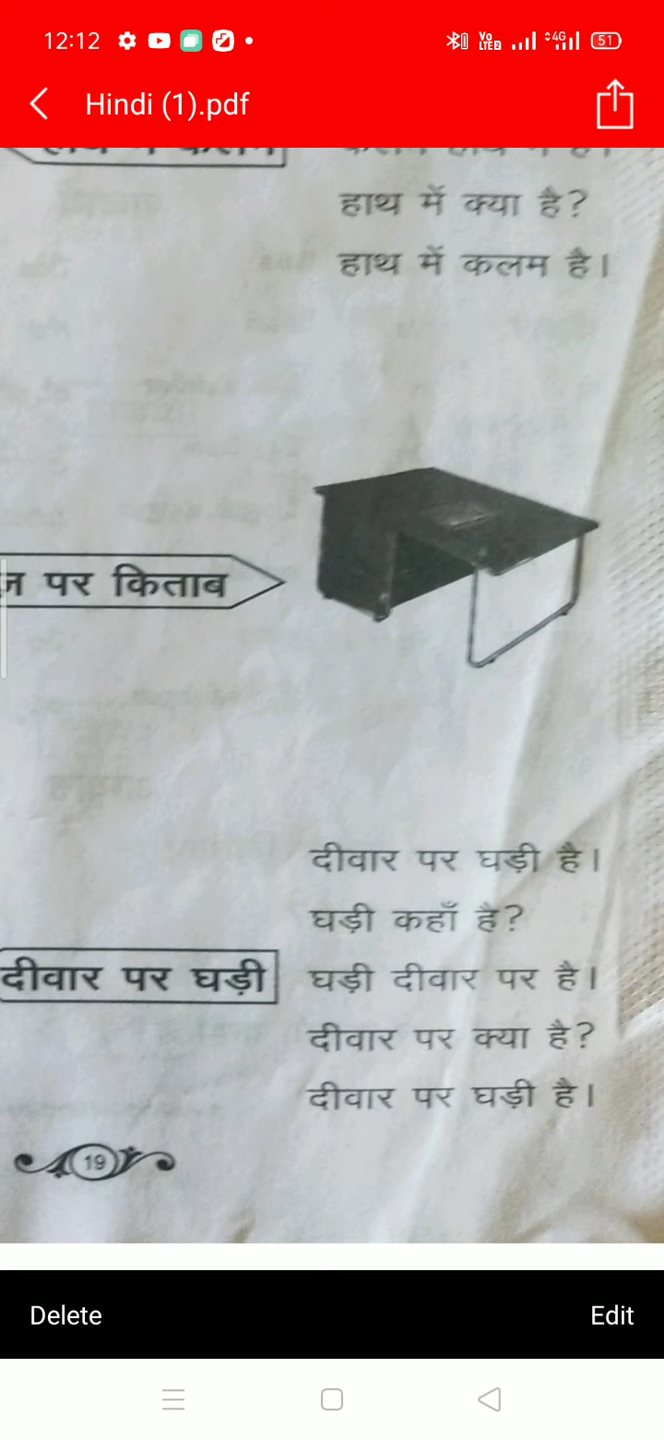 12:12
51
Hindi (1).pdf
हाथ में क्या है?
हाथ में कलम है।
पर किताब
दीवार पर घड़ी है।
घड़ी कहाँ है?
दीवार पर घड़ी
घड़ी दीवार पर है।
दीवार पर क्या है?
दीवार पर घड़ी है।
19
Delete
Edit